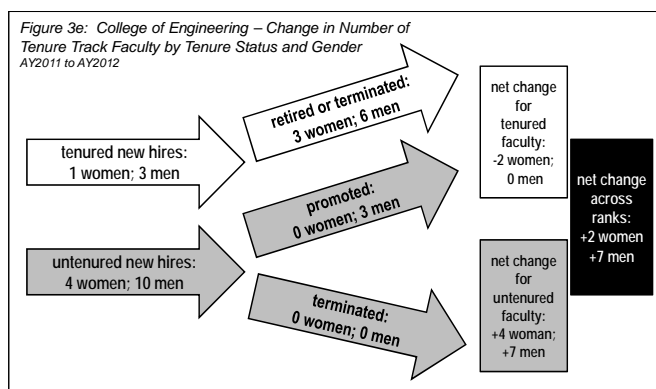 Figure 3e: College of Engineering – Change in Number of
Tenure Track Faculty by Tenure Status and Gender
AY2011 to AY2012
tenured new hires:
1 women; 3 men
retired or terminated:
3 women; 6 men
net change
for
tenured
faculty:
-2 women;
0 men
untenured new hires:
4 women; 10 men
promoted:
0 women; 3 men
terminated:
0 women; 0 men
net change
for
untenured
faculty:
+4 woman;
+7 men
net change
across
ranks:
+2 women
+7 men